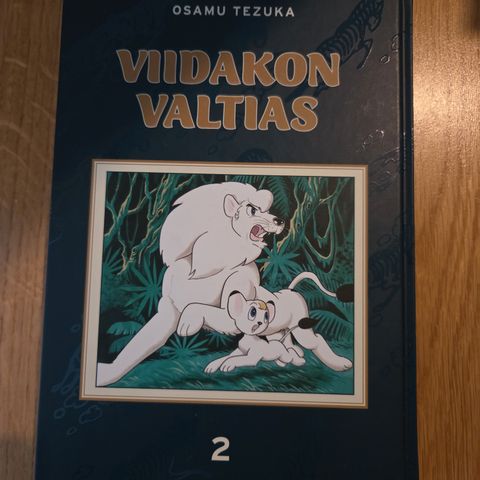 OSAMU TEZUKA
VIIDAKON
VALTIAS
2